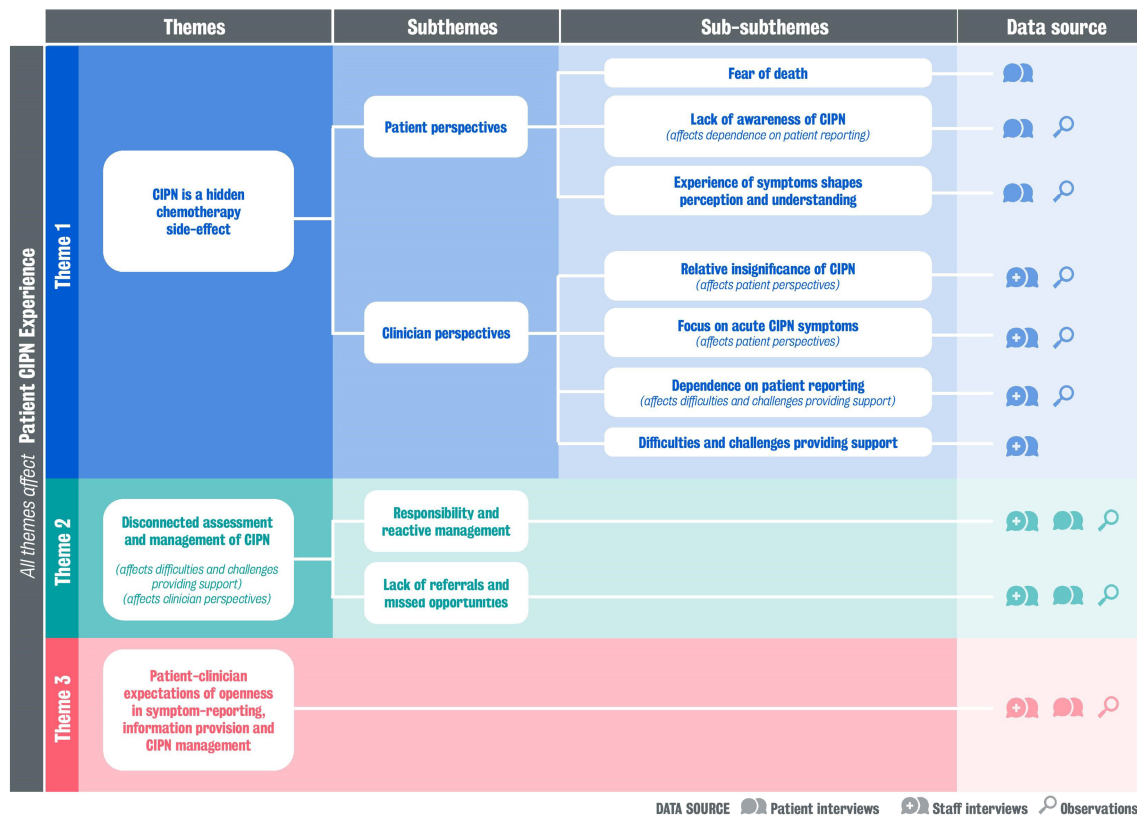 Themes
Subthemes
Sub-subthemes
Data source
All themes affect Patient CIPN Experience
Theme 1
CIPN is a hidden
chemotherapy
side-effect
Patient perspectives
Fear of death
Lack of awareness of CIPN
(affects dependence on patient reporting)
Experience of symptoms shapes
perception and understanding
Clinician perspectives
Relative insignificance of CIPN
(affects patient perspectives)
Focus on acute CIPN symptoms
(affects patient perspectives)
Dependence on patient reporting
(affects difficulties and challenges providing support)
Difficulties and challenges providing support
Theme 2
Disconnected assessment
and management of CIPN
(affects difficulties and challenges
providing support)
(affects clinician perspectives)
Responsibility and
reactive management
Lack of referrals and
missed opportunities
Theme 3
Patient-clinician
expectations of openness
in symptom-reporting,
information provision and
CIPN management
DATA SOURCE Patient interviews Staff interviews Observations